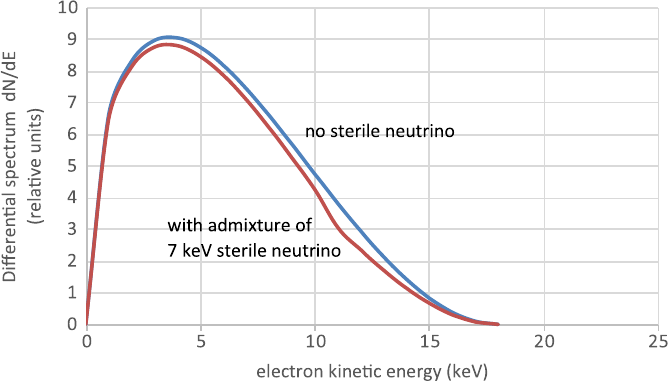 Differential spectrum dN/dE
(relative units)
10
9
8
7
6
5
4
3
2
1
0
no sterile neutrino
with admixture of
7 keV sterile neutrino
0 5 10 15 20 25
electron kinetic energy (keV)